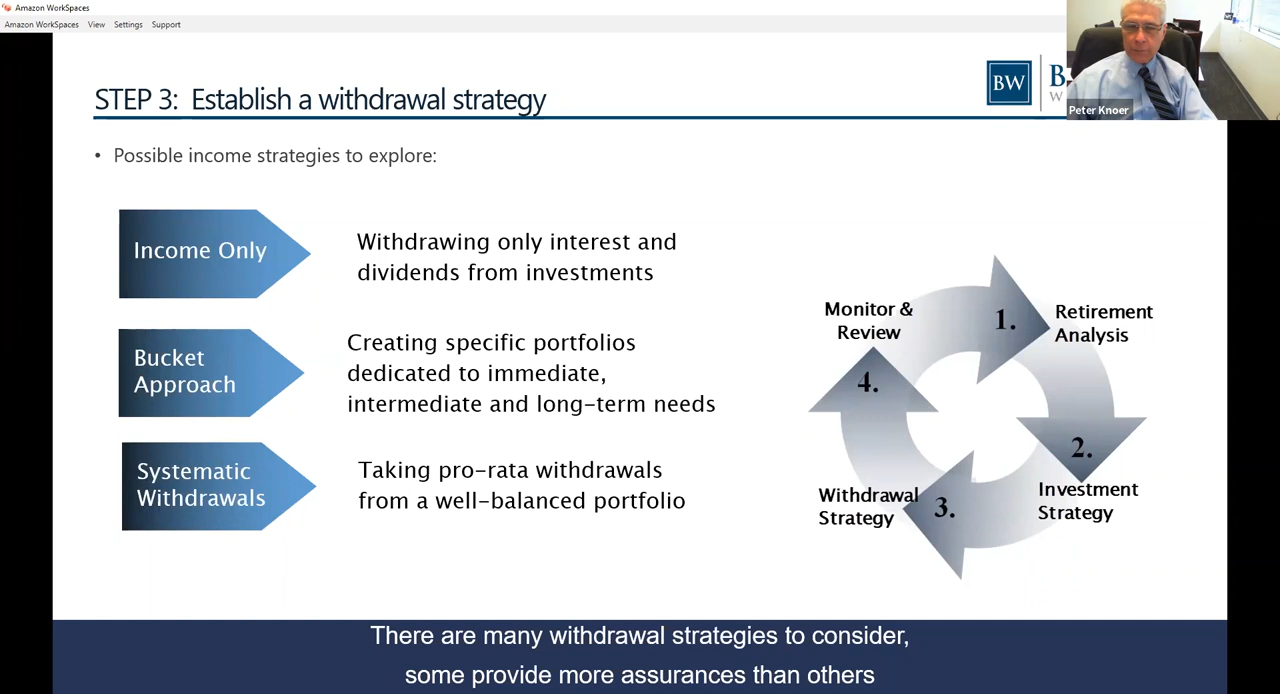 Amazon WorkSpaces
Amazon WorkSpaces View Settings Support
STEP 3: Establish a withdrawal strategy
BW
B
W
Peter Knoer
• Possible income strategies to explore:
Income Only
Withdrawing only interest and
dividends from investments
Bucket
Approach
Creating specific portfolios
dedicated to immediate,
intermediate and long-term needs
Systematic
Withdrawals
Taking pro-rata withdrawals
from a well-balanced portfolio
Monitor &
Review
1.
Retirement
Analysis
4.
2.
Investment
Strategy
Withdrawal
Strategy
3.
There are many withdrawal strategies to consider,
some provide more assurances than others